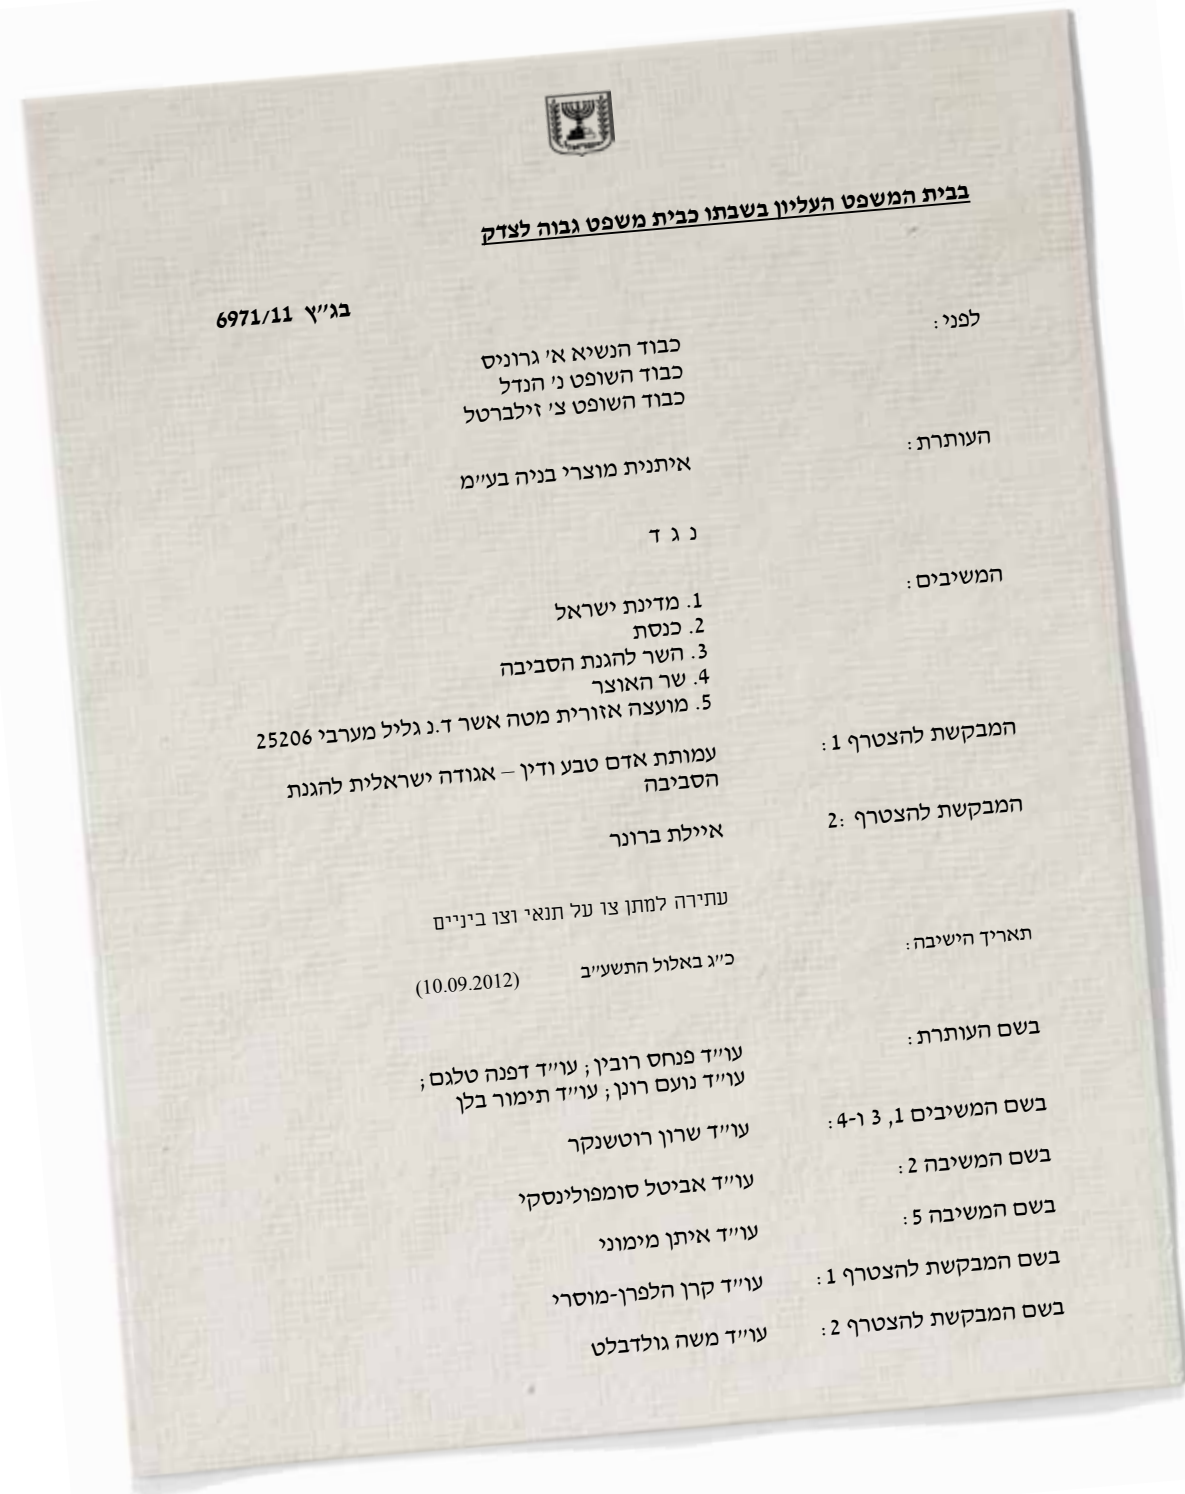 בבית המשפט העליון בשבתו כבית משפט גבוה לצדק
בג"ץ 6971/11
לפני:
כבוד הנשיא א' גרוניס
כבוד השופט נ' הנדל
כבוד השופט צ' זילברטל
העותרת:
איתנית מוצרי בניה בע"מ
נ ג ד
המשיבים:
1. מדינת ישראל
2. כנסת
3. השר להגנת הסביבה
4. שר האוצר
5. מועצה אזורית מטה אשר ד.נ גליל מערבי 25206
המבקשת להצטרף 1:
עמותת אדם טבע ודין – אגודה ישראלית להגנת
הסביבה
המבקשת להצטרף 2:
איילת ברונר
עתירה למתן צו על תנאי וצו ביניים
תאריך הישיבה:
כ"ג באלול התשע"ב (10.09.2012)
בשם העותרת:
עו"ד פנחס רובין; עו"ד דפנה טלגם;
עו"ד נועם רונן; עו"ד תימור בלן
בשם המשיבים 1, 3 ו-4:
עו"ד שרון רוטשנקר
בשם המשיבה 2:
עו"ד אביטל סומפולינסקי
בשם המשיבה 5:
עו"ד איתן מימוני
בשם המבקשת להצטרף 1:
עו"ד קרן הלפרן-מוסרי
בשם המבקשת להצטרף 2:
עו"ד משה גולדבלט